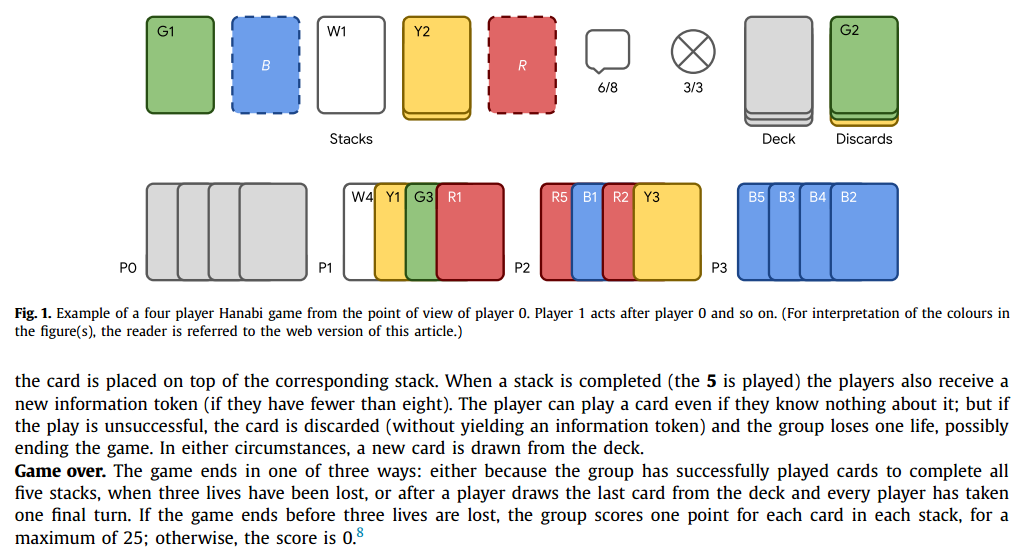 G1 B W1 Y2 R G2
6/8 3/3
Stacks Deck Discards
P0 P1 W4 Y1 G3 R1 P2 R5 B1 R2 Y3 P3 B5 B3 B4 B2
Fig. 1. Example of a four player Hanabi game from the point of view of player 0. Player 1 acts after player 0 and so on. (For interpretation of the colours in
the figure(s), the reader is referred to the web version of this article.)
the card is placed on top of the corresponding stack. When a stack is completed (the 5 is played) the players also receive a
new information token (if they have fewer than eight). The player can play a card even if they know nothing about it; but if
the play is unsuccessful, the card is discarded (without yielding an information token) and the group loses one life, possibly
ending the game. In either circumstances, a new card is drawn from the deck.
Game over. The game ends in one of three ways: either because the group has successfully played cards to complete all
five stacks, when three lives have been lost, or after a player draws the last card from the deck and every player has taken
one final turn. If the game ends before three lives are lost, the group scores one point for each card in each stack, for a
maximum of 25; otherwise, the score is 0.8